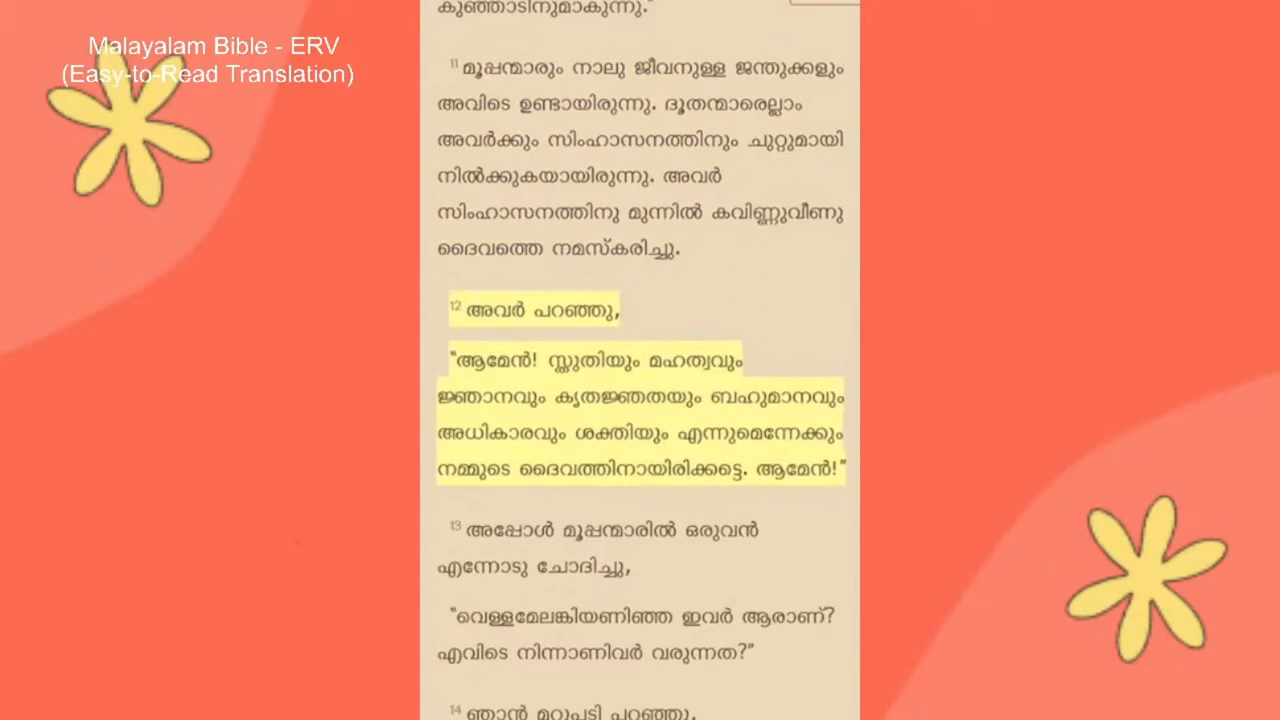 Malayalam Bible - ERV
(Easy-to-Read Translation)
കുഞ്ഞാടിനുമാകുന്നു.”
11 മൂപ്പന്മാരും നാലു ജീവനുള്ള ജന്തുക്കളും
അവിടെ ഉണ്ടായിരുന്നു. ദൂതന്മാരെല്ലാം
അവർക്കും സിംഹാസനത്തിനും ചുറ്റുമായി
നിൽക്കുകയായിരുന്നു. അവർ
സിംഹാസനത്തിനു മുന്നിൽ കവിണ്ണുവീണു
ദൈവത്തെ നമസ്കരിച്ചു.
12 അവർ പറഞ്ഞു,
“ആമേൻ! സ്തുതിയും മഹത്വവും
ജ്ഞാനവും കൃതജ്ഞതയും ബഹുമാനവും
അധികാരവും ശക്തിയും എന്നുമെന്നേക്കും
നമ്മുടെ ദൈവത്തിനായിരിക്കട്ടെ. ആമേൻ!”
13 അപ്പോൾ മൂപ്പന്മാരിൽ ഒരുവൻ
എന്നോടു ചോദിച്ചു,
“വെള്ളമേലങ്കിയണിഞ്ഞ ഇവർ ആരാണ്?
എവിടെ നിന്നാണിവർ വരുന്നത?”
14 ഞാൻ മറുപടി പറഞ്ഞു,